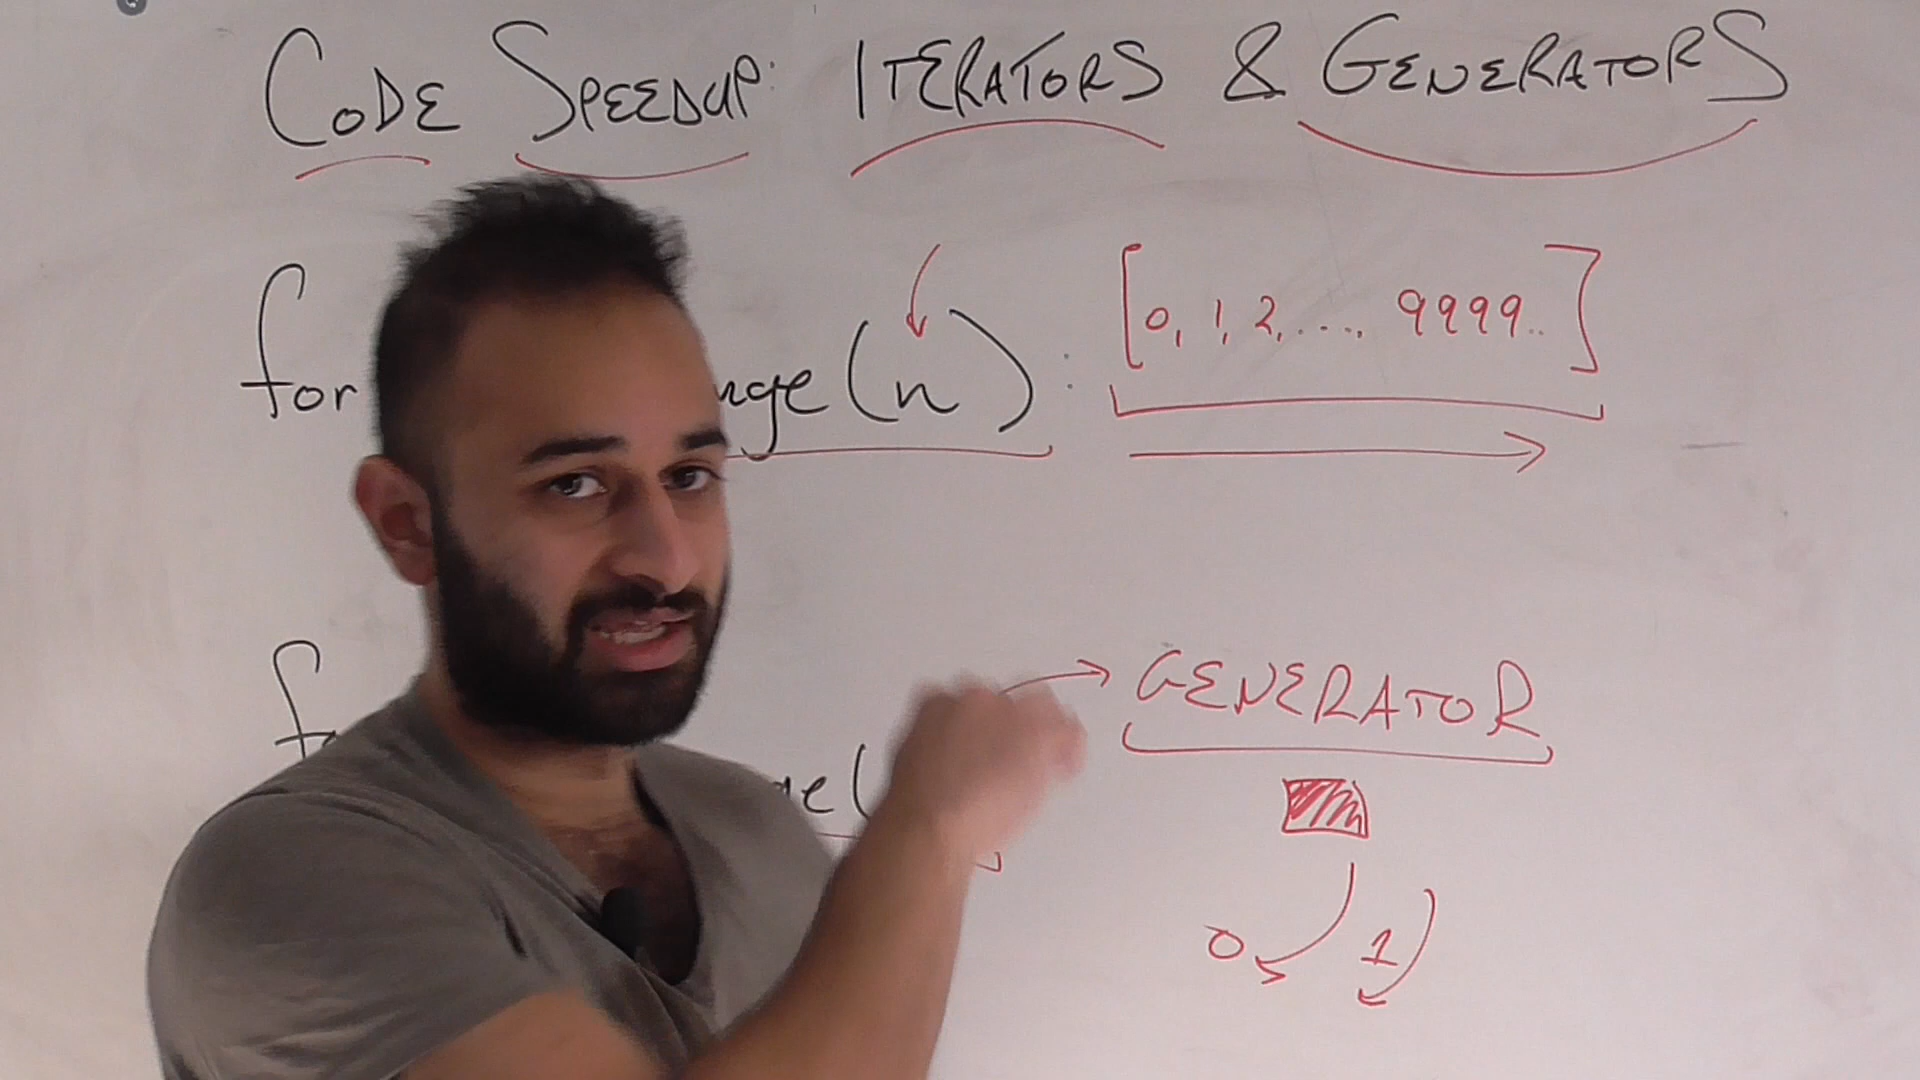 CODE SPEEDUP: ITERATORS & GENERATORS
for nge(n): [0, 1, 2, ...., 9999..]
GENERATOR
e(
0 1